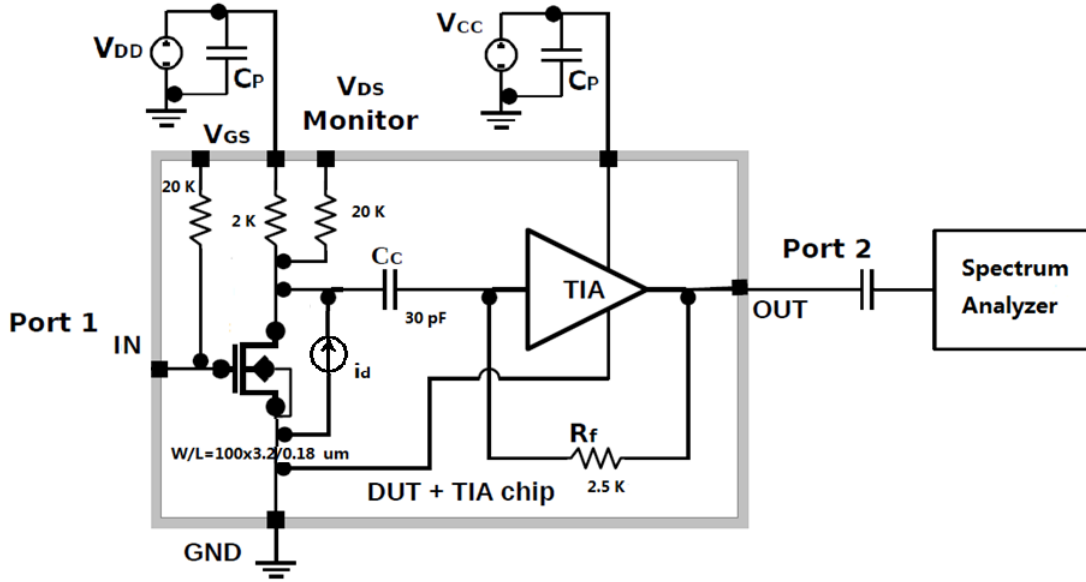 VDD
CP
VCC
CP
VDS
Monitor
VGS
20 K
2 K
20 K
CC
30 pF
TIA
Port 2
OUT
Spectrum
Analyzer
Port 1
IN
id
Rf
2.5 K
W/L=100x3.2/0.18 um
DUT + TIA chip
GND